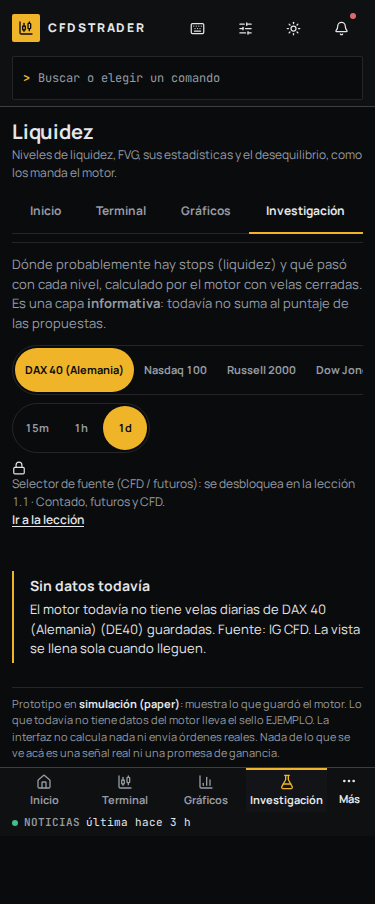 CFDSTRADER
> Buscar o elegir un comando
Liquidez
Niveles de liquidez, FVG, sus estadísticas y el desequilibrio, como
los manda el motor.
Inicio Terminal Gráficos Investigación
Dónde probablemente hay stops (liquidez) y qué pasó
con cada nivel, calculado por el motor con velas cerradas.
Es una capa informativa: todavía no suma al puntaje de
las propuestas.
DAX 40 (Alemania) Nasdaq 100 Russell 2000 Dow Jon
15m 1h 1d
Selector de fuente (CFD / futuros): se desbloquea en la lección
1.1 · Contado, futuros y CFD.
Ir a la lección
Sin datos todavía
El motor todavía no tiene velas diarias de DAX 40
(Alemania) (DE40) guardadas. Fuente: IG CFD. La vista
se llena sola cuando lleguen.
Prototipo en simulación (paper): muestra lo que guardó el motor. Lo
que todavía no tiene datos del motor lleva el sello EJEMPLO. La
interfaz no calcula nada ni envía órdenes reales. Nada de lo que se
ve acá es una señal real ni una promesa de ganancia.
Inicio Terminal Gráficos Investigación Más
NOTICIAS última hace 3 h